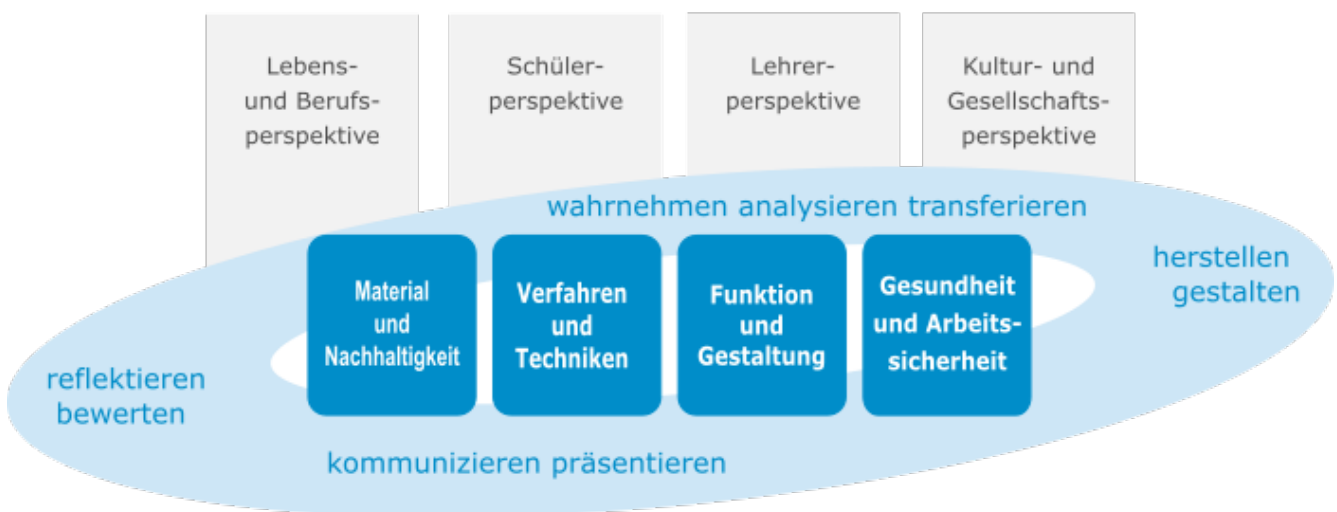 Lebens-
und Berufs-
perspektive
Schüler-
perspektive
Lehrer-
perspektive
Kultur- und
Gesellschafts-
perspektive
wahrnehmen analysieren transferieren
herstellen
gestalten
Material
und
Nachhaltigkeit
Verfahren
und
Techniken
Funktion
und
Gestaltung
Gesundheit
und Arbeits-
sicherheit
reflektieren
bewerten
kommunizieren präsentieren